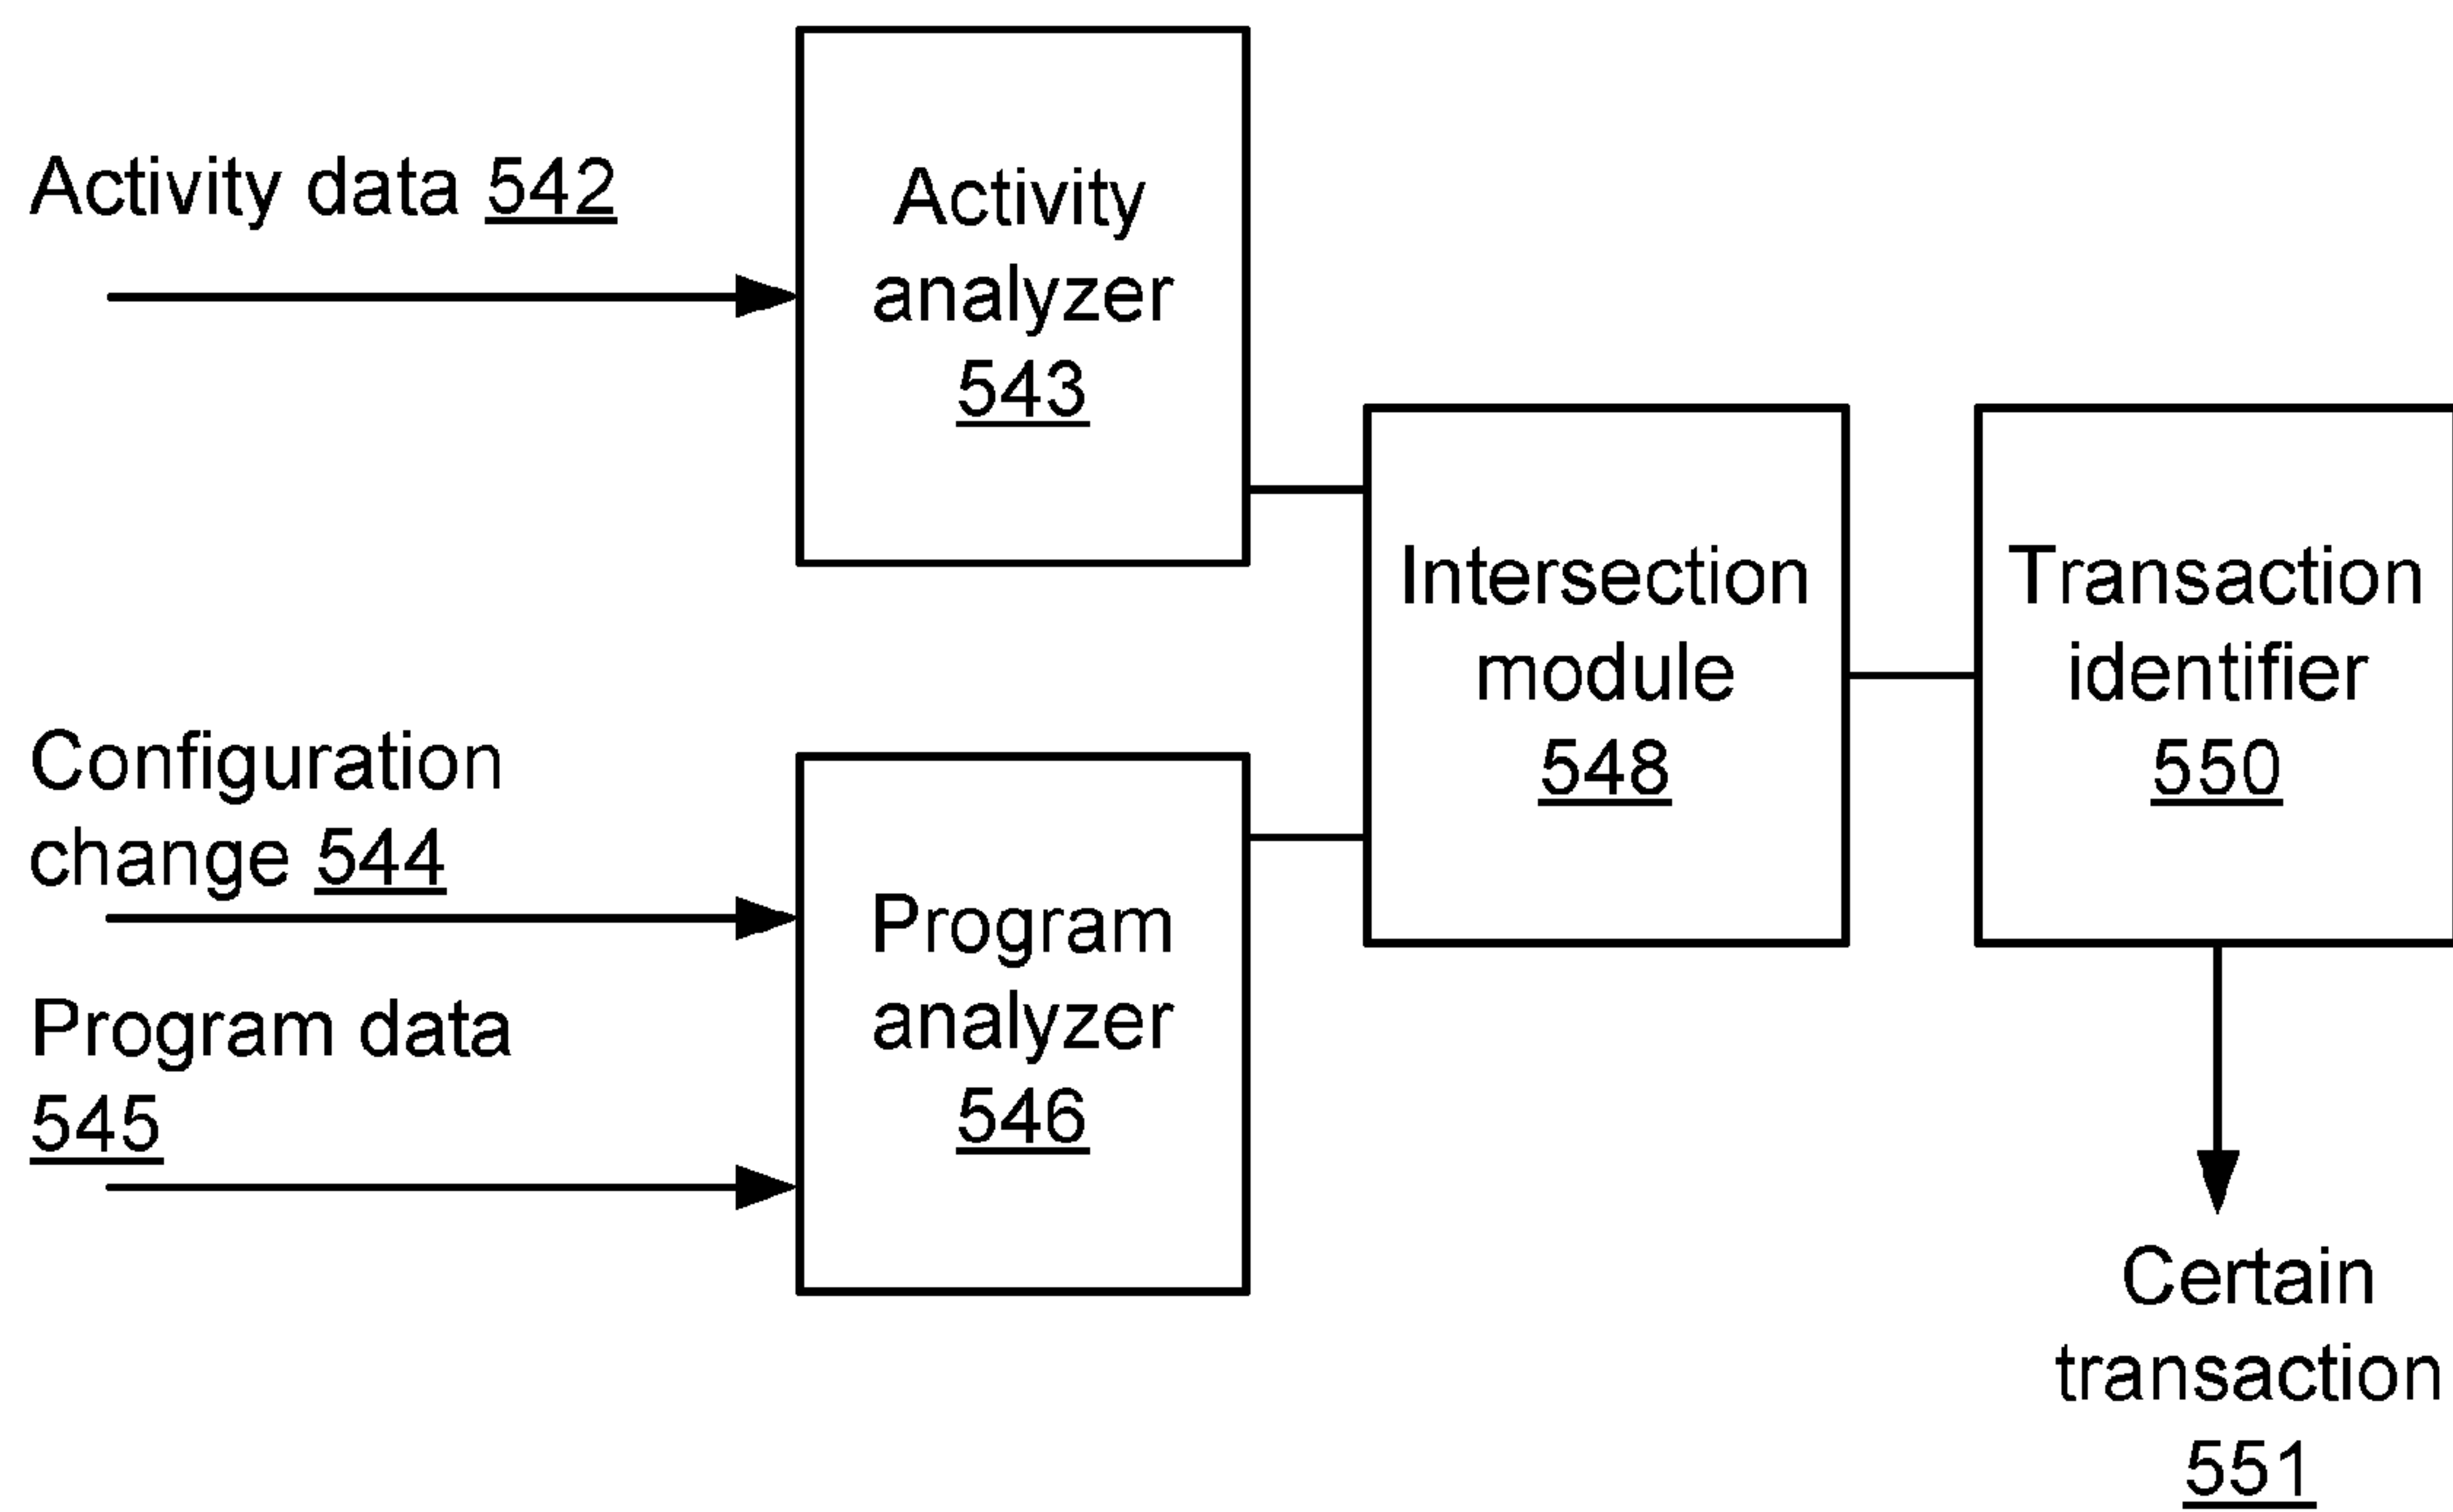 Activity data 542
Activity
analyzer
543
Configuration
change 544
Program data
545
Program
analyzer
546
Intersection
module
548
Transaction
identifier
550
Certain
transaction
551